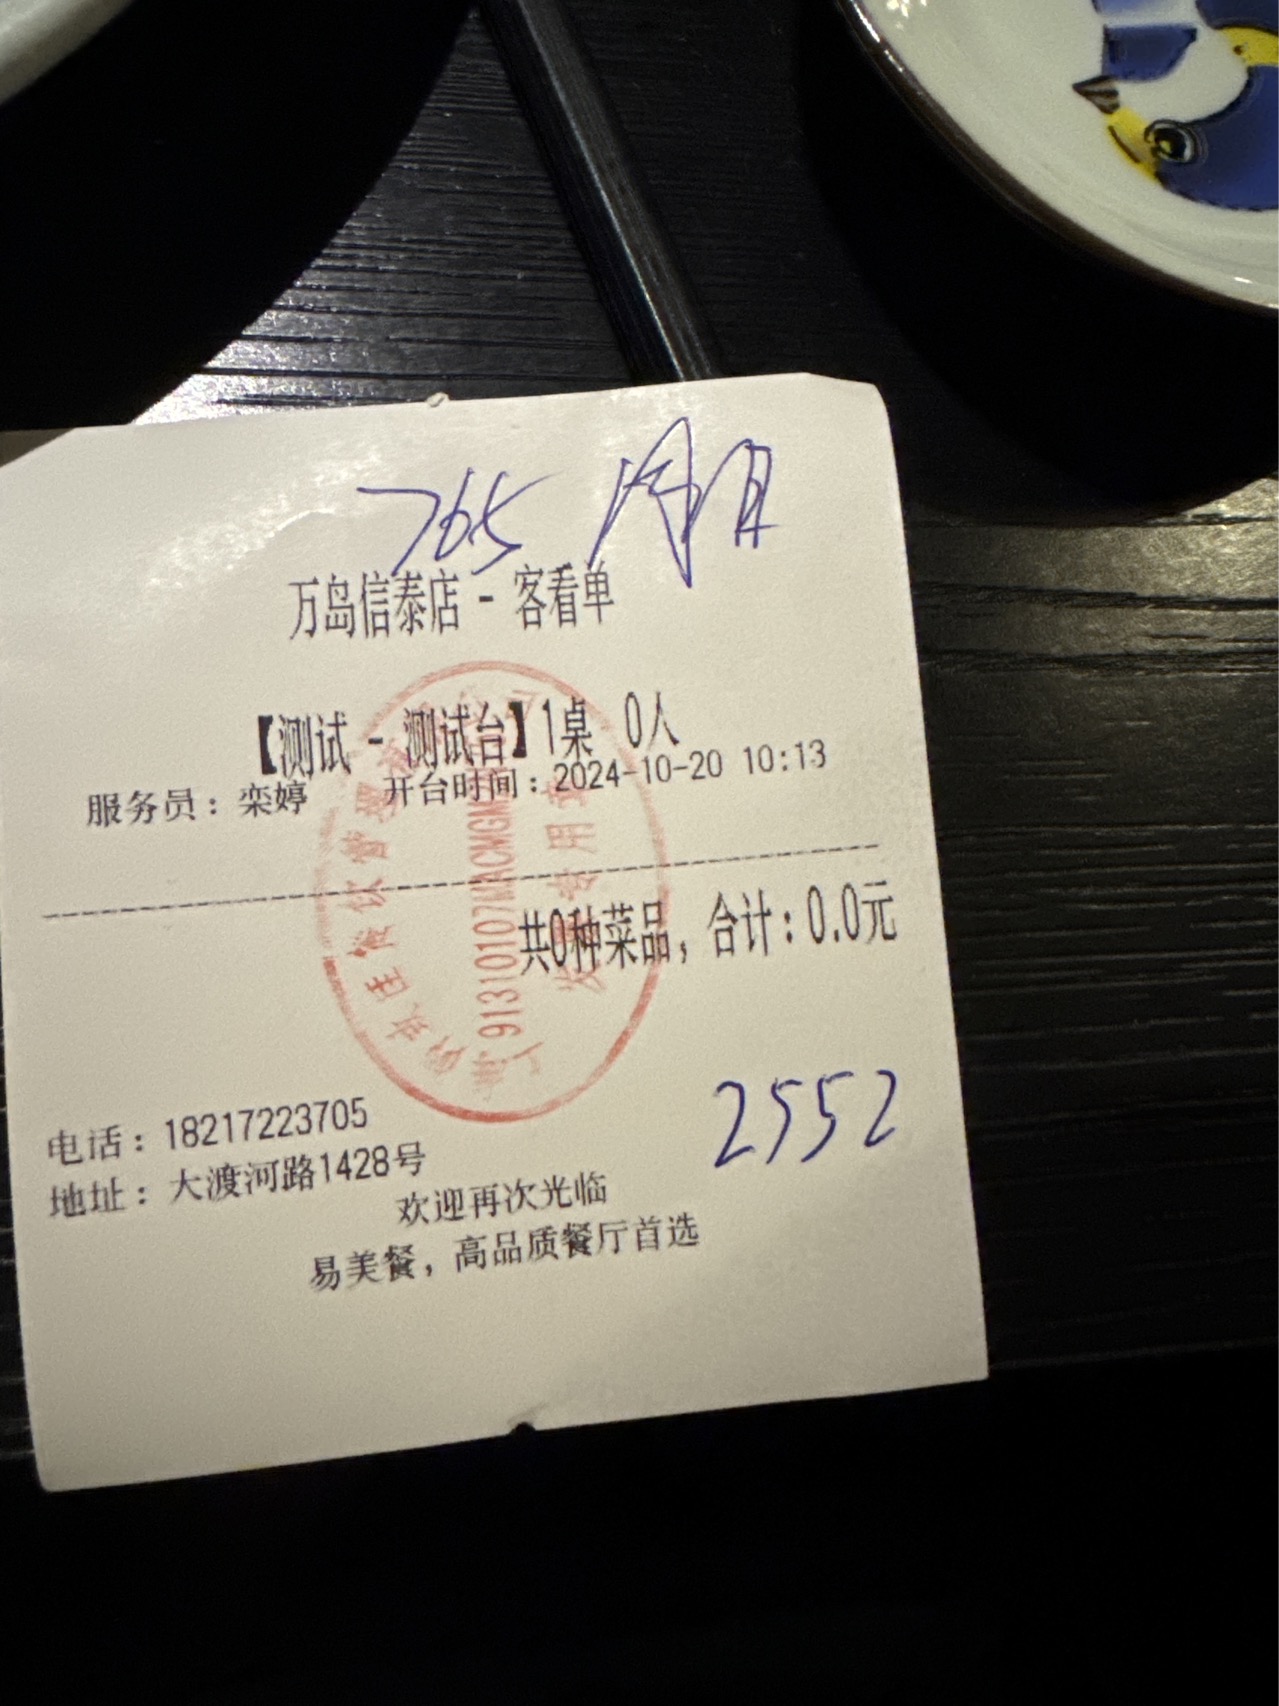 765
万岛信泰店 - 客看单
【测试 - 测试台】1桌 0人
服务员：栾婷 开台时间：2024-10-20 10:13
共0种菜品，合计：0.0元
2552
电话：18217223705
地址：大渡河路1428号
欢迎再次光临
易美餐，高品质餐厅首选